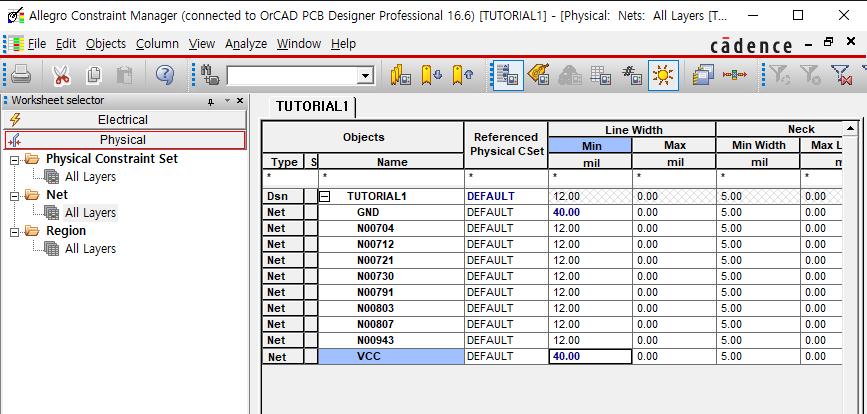 Allegro Constraint Manager (connected to OrCAD PCB Designer Professional 16.6) [TUTORIAL1] - [Physical: Nets: All Layers [T...
File Edit Objects Column View Analyze Window Help
cādence
Worksheet selector
Electrical
Physical
Physical Constraint Set
All Layers
Net
All Layers
Region
All Layers
TUTORIAL1
Objects Referenced Physical CSet Line Width Neck
Min Max Min Width Max L
Type S Name mil mil mil m
* * * * * * *
Dsn TUTORIAL1 DEFAULT 12.00 0.00 5.00 0.00
Net GND DEFAULT 40.00 0.00 5.00 0.00
Net N00704 DEFAULT 12.00 0.00 5.00 0.00
Net N00712 DEFAULT 12.00 0.00 5.00 0.00
Net N00721 DEFAULT 12.00 0.00 5.00 0.00
Net N00730 DEFAULT 12.00 0.00 5.00 0.00
Net N00791 DEFAULT 12.00 0.00 5.00 0.00
Net N00803 DEFAULT 12.00 0.00 5.00 0.00
Net N00807 DEFAULT 12.00 0.00 5.00 0.00
Net N00943 DEFAULT 12.00 0.00 5.00 0.00
Net VCC DEFAULT 40.00 0.00 5.00 0.00